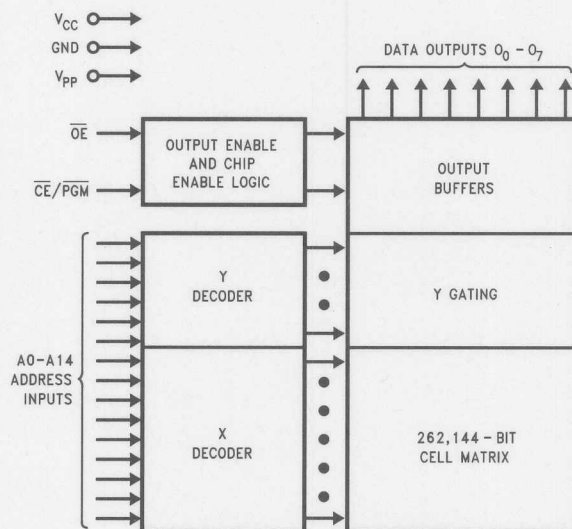 V_CC
GND
V_PP
DATA OUTPUTS O_0 - O_7
OE
CE/PGM
OUTPUT ENABLE
AND CHIP
ENABLE LOGIC
OUTPUT
BUFFERS
Y
DECODER
Y GATING
A0-A14
ADDRESS
INPUTS
X
DECODER
262,144-BIT
CELL MATRIX